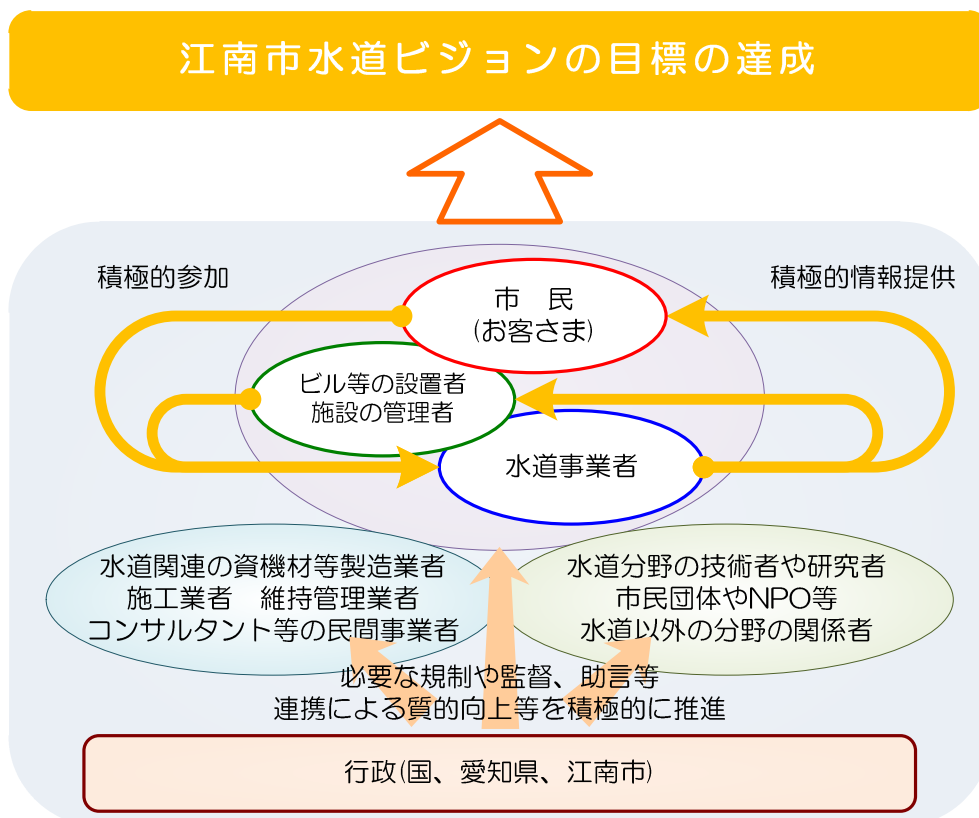 江南市水道ビジョンの目標の達成
積極的参加
積極的情報提供
市　民
(お客さま)
ビル等の設置者
施設の管理者
水道事業者
水道関連の資機材等製造業者
施工業者　維持管理業者
コンサルタント等の民間事業者
水道分野の技術者や研究者
市民団体やNPO等
水道以外の分野の関係者
必要な規制や監督、助言等
連携による質的向上等を積極的に推進
行政(国、愛知県、江南市)